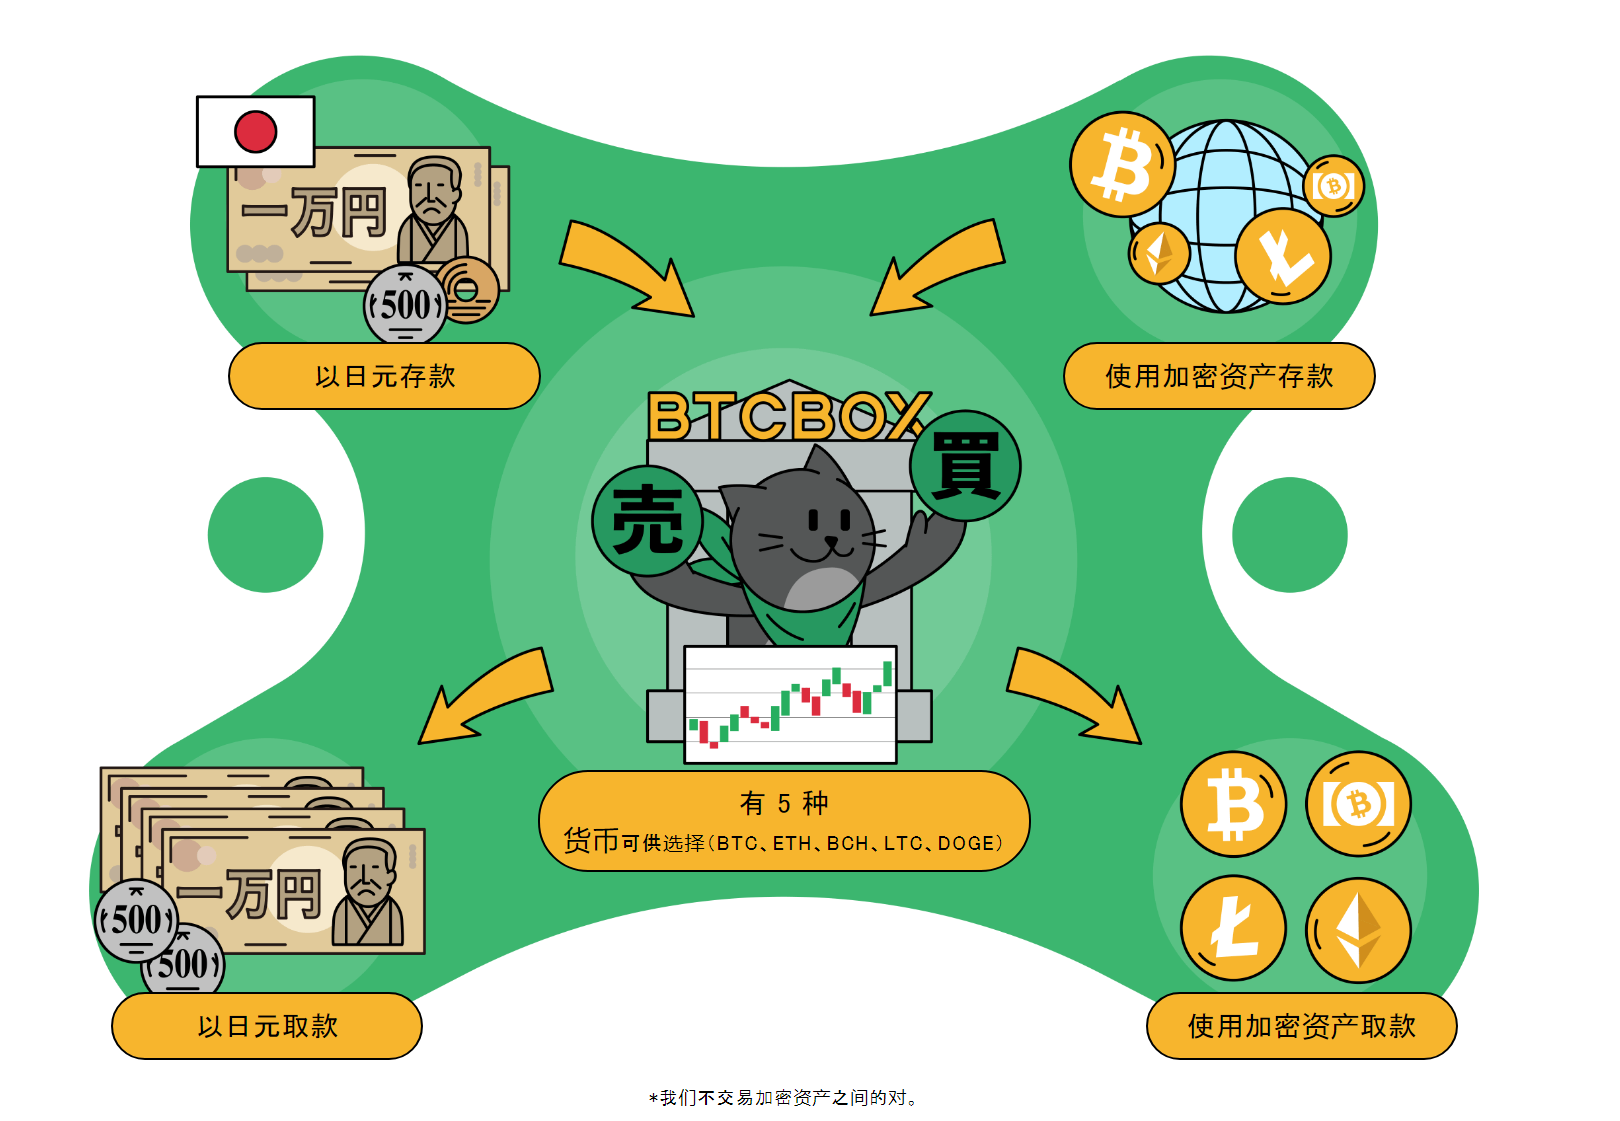 一万円
500
以日元存款
使用加密资产存款
BTCBOX
売
買
有 5 种
货币可供选择(BTC、ETH、BCH、LTC、DOGE)
一万円
500
500
以日元取款
使用加密资产取款
*我们不交易加密资产之间的对。